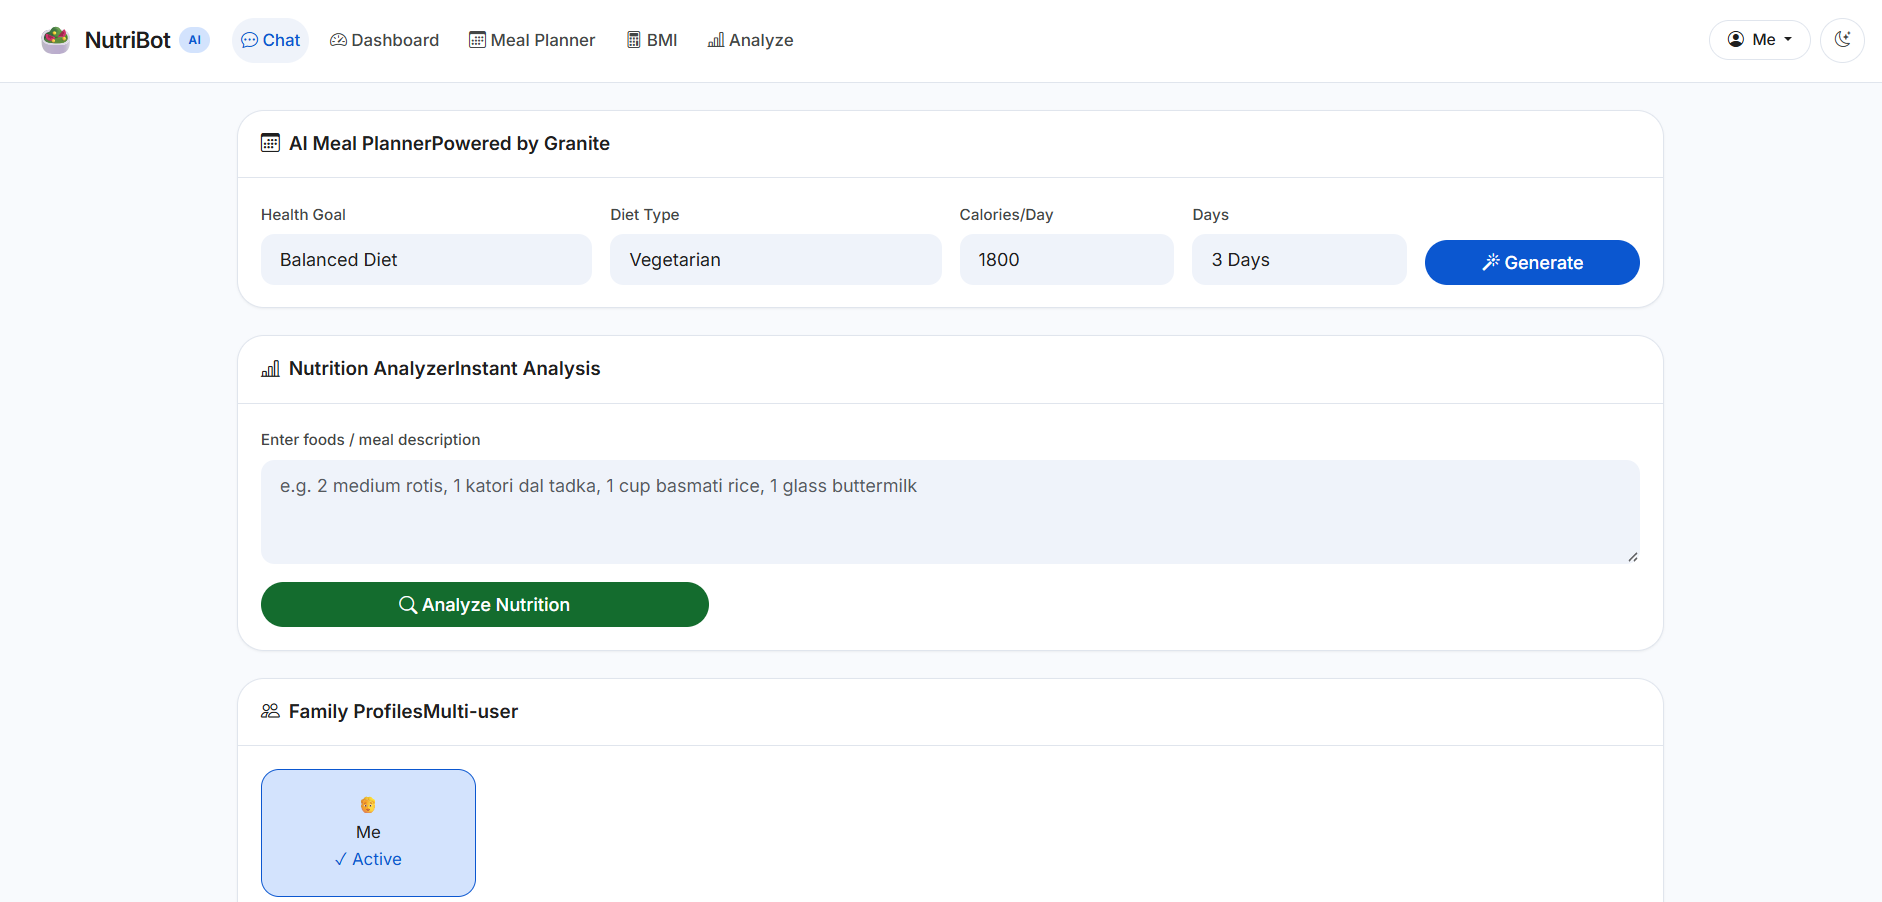 NutriBot AI Chat Dashboard Meal Planner BMI Analyze Me
AI Meal PlannerPowered by Granite
Health Goal Diet Type Calories/Day Days
Balanced Diet Vegetarian 1800 3 Days Generate
Nutrition AnalyzerInstant Analysis
Enter foods / meal description
e.g. 2 medium rotis, 1 katori dal tadka, 1 cup basmati rice, 1 glass buttermilk
Analyze Nutrition
Family ProfilesMulti-user
Me
✓ Active